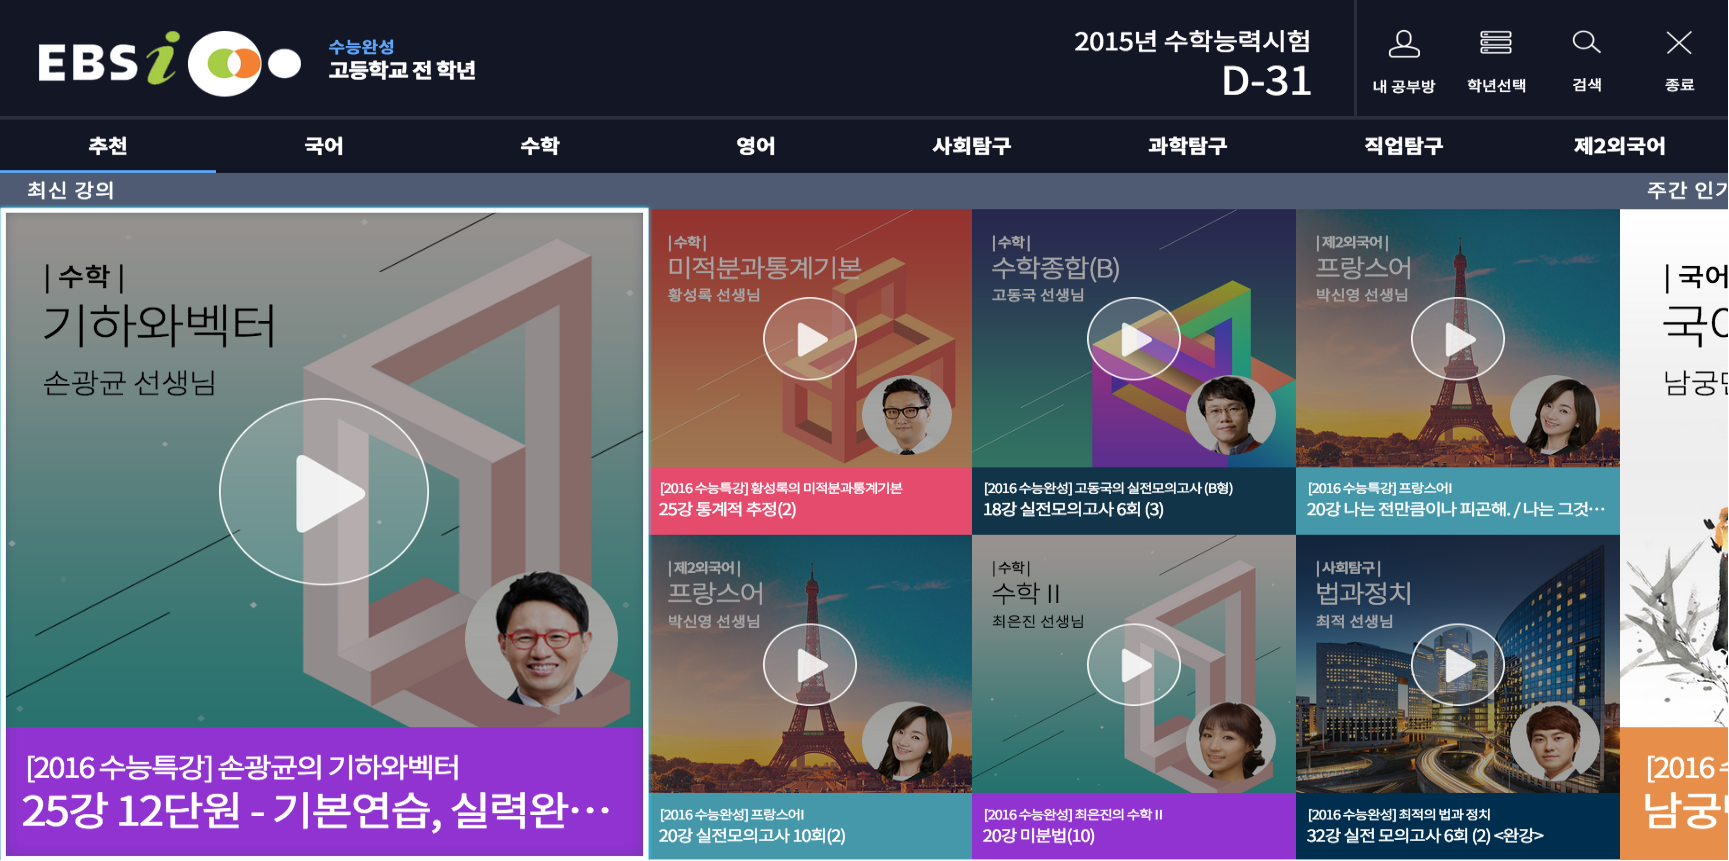 EBSi
수능완성
고등학교 전 학년
2015년 수학능력시험
D-31
내 공부방
학년선택
검색
종료
추천
국어
수학
영어
사회탐구
과학탐구
직업탐구
제2외국어
최신 강의
주간 인기
| 수학 |
기하와벡터
손광균 선생님
[2016 수능특강] 손광균의 기하와벡터
25강 12단원 - 기본연습, 실력완···
| 수학 |
미적분과통계기본
황성록 선생님
[2016 수능특강] 황성록의 미적분과통계기본
25강 통계적 추정(2)
| 수학 |
수학종합(B)
고동국 선생님
[2016 수능완성] 고동국의 실전모의고사 (B형)
18강 실전모의고사 6회 (3)
| 제2외국어 |
프랑스어
박신영 선생님
[2016 수능특강] 프랑스어I
20강 나는 전만큼이나 피곤해. / 나는 그것···
| 제2외국어 |
프랑스어
박신영 선생님
[2016 수능완성] 프랑스어I
20강 실전모의고사 10회(2)
| 수학 |
수학 II
최은진 선생님
[2016 수능완성] 최은진의 수학 II
20강 미분법(10)
| 사회탐구 |
법과정치
최적 선생님
[2016 수능완성] 최적의 법과 정치
32강 실전 모의고사 6회 (2) <완강>
| 국어
남궁
[2016
남궁